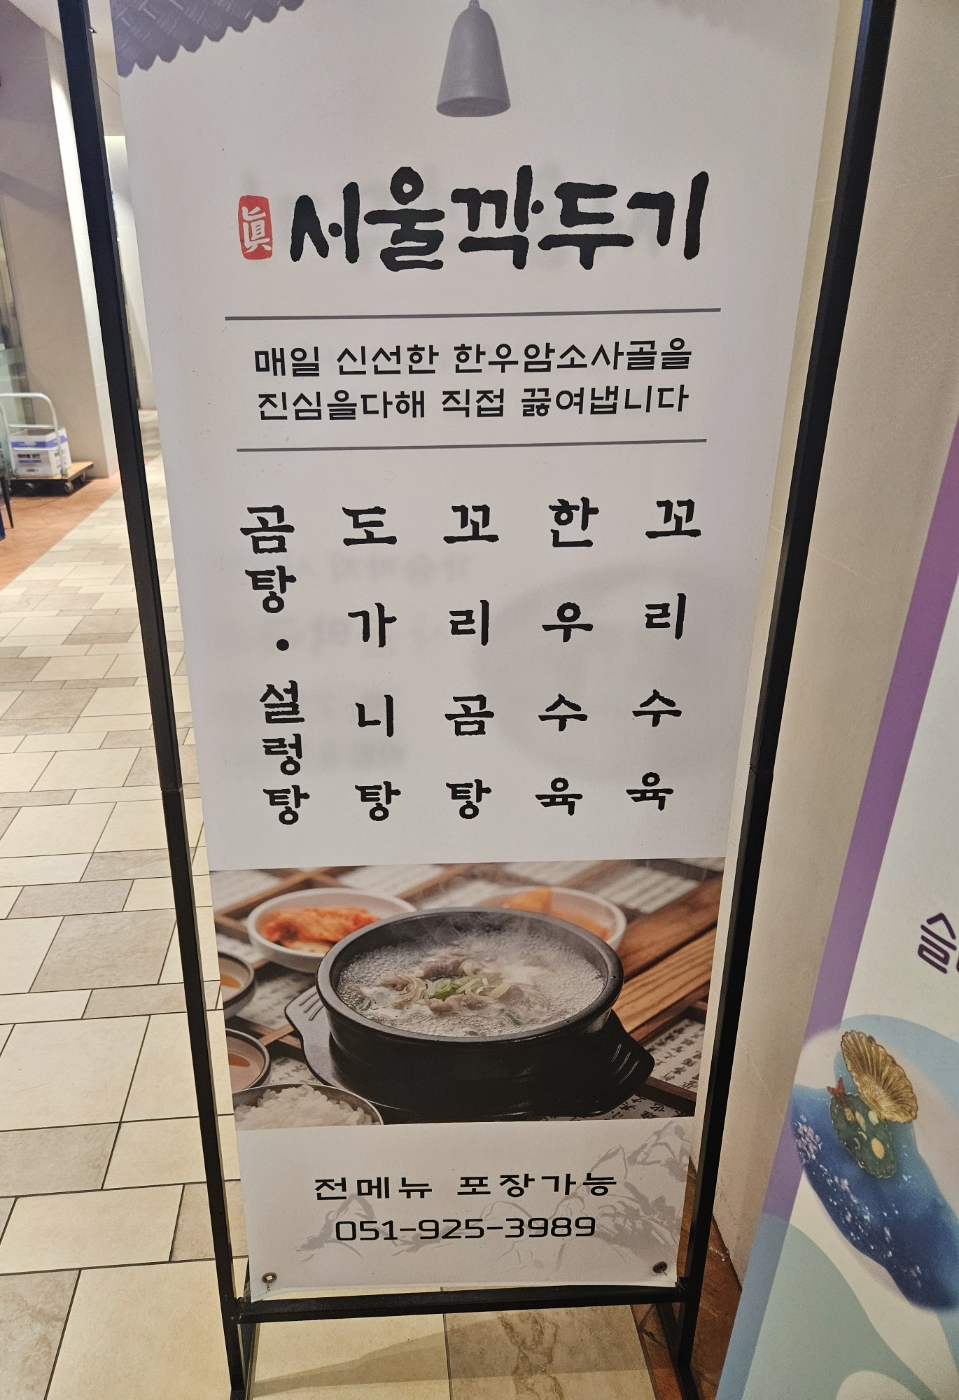 眞 서울깍두기
매일 신선한 한우암소사골을
진심을다해 직접 끓여냅니다
곰탕·설렁탕
도가니탕
꼬리곰탕
한우수육
꼬리수육
전메뉴 포장가능
051-925-3989